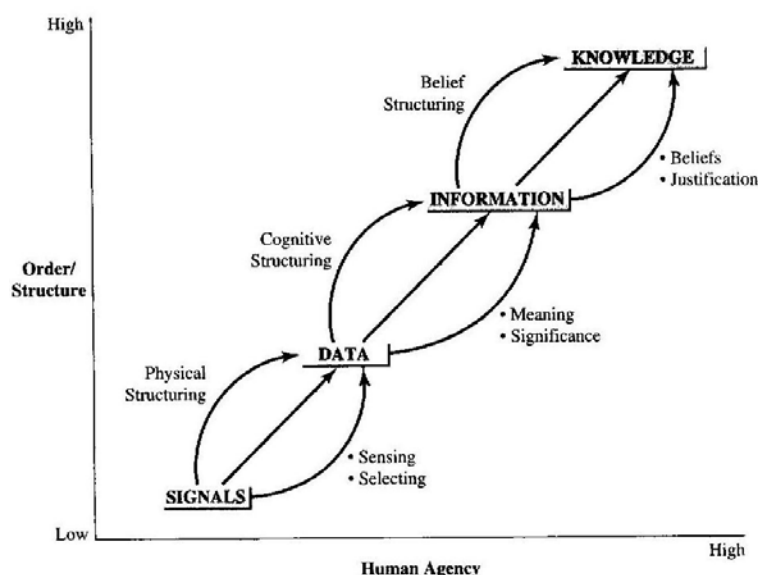 High
KNOWLEDGE
Belief
Structuring
• Beliefs
• Justification
INFORMATION
Cognitive
Structuring
Order/
Structure
• Meaning
• Significance
DATA
Physical
Structuring
• Sensing
• Selecting
SIGNALS
Low
High
Human Agency